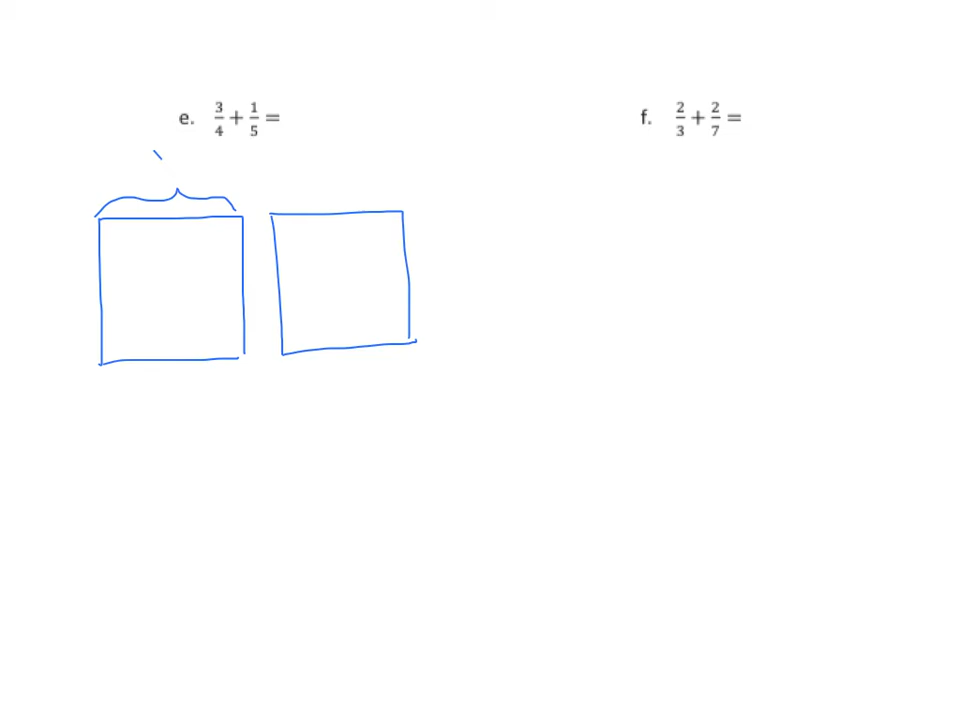 e. 3/4 + 1/5 =
f. 2/3 + 2/7 =